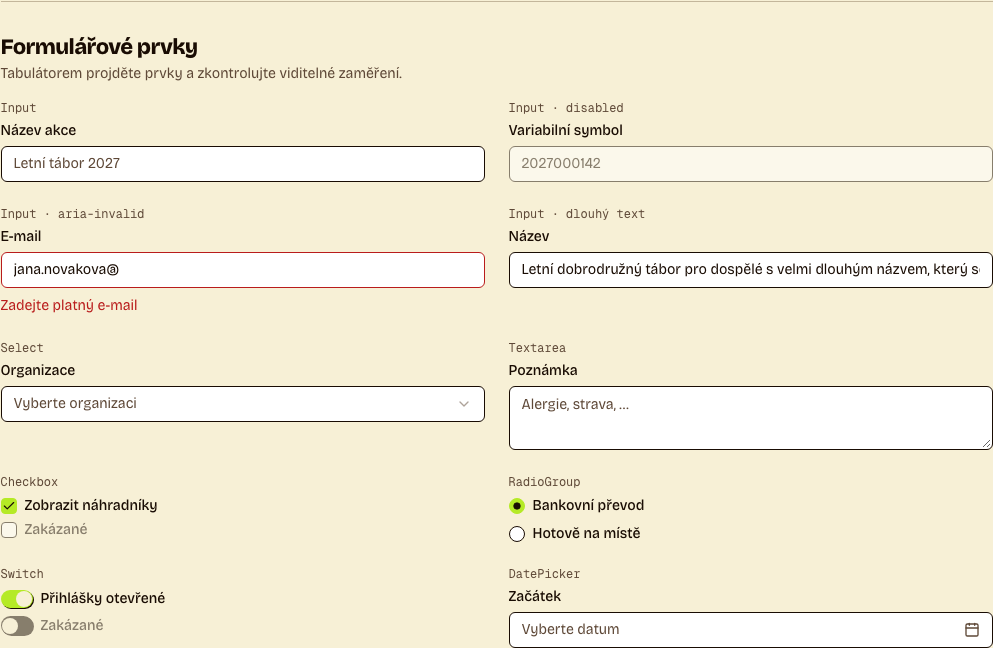 Formulářové prvky
Tabulátorem projděte prvky a zkontrolujte viditelné zaměření.
Input
Název akce
Letní tábor 2027
Input · disabled
Variabilní symbol
2027000142
Input · aria-invalid
E-mail
jana.novakova@
Zadejte platný e-mail
Input · dlouhý text
Název
Letní dobrodružný tábor pro dospělé s velmi dlouhým názvem, který
Select
Organizace
Vyberte organizaci
Textarea
Poznámka
Alergie, strava, ...
Checkbox
Zobrazit náhradníky
Zakázané
RadioGroup
Bankovní převod
Hotově na místě
Switch
Přihlášky otevřené
Zakázané
DatePicker
Začátek
Vyberte datum